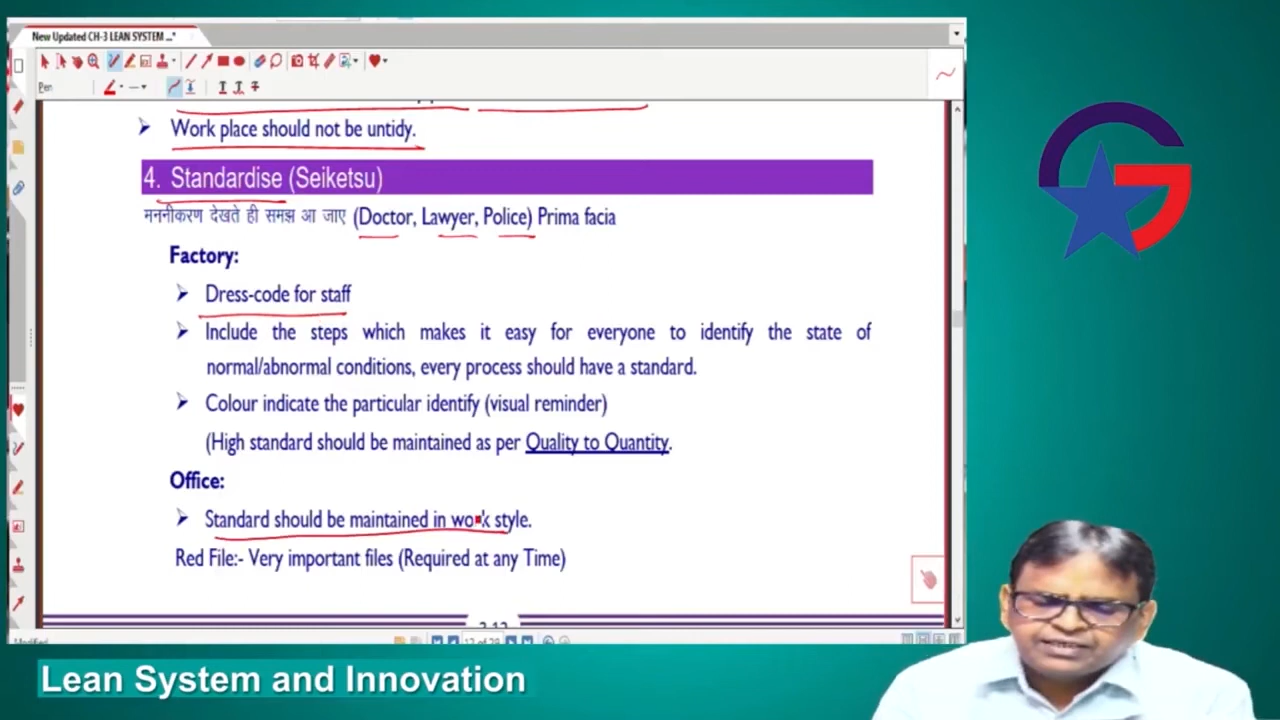 New Updated CH-3 LEAN SYSTEM ...*
Pen
Work place should not be untidy.
4. Standardise (Seiketsu)
मननीकरण देखते ही समझ आ जाए (Doctor, Lawyer, Police) Prima facia
Factory:
Dress-code for staff
Include the steps which makes it easy for everyone to identify the state of
normal/abnormal conditions, every process should have a standard.
Colour indicate the particular identify (visual reminder)
(High standard should be maintained as per Quality to Quantity.
Office:
Standard should be maintained in work style.
Red File:- Very important files (Required at any Time)
Lean System and Innovation